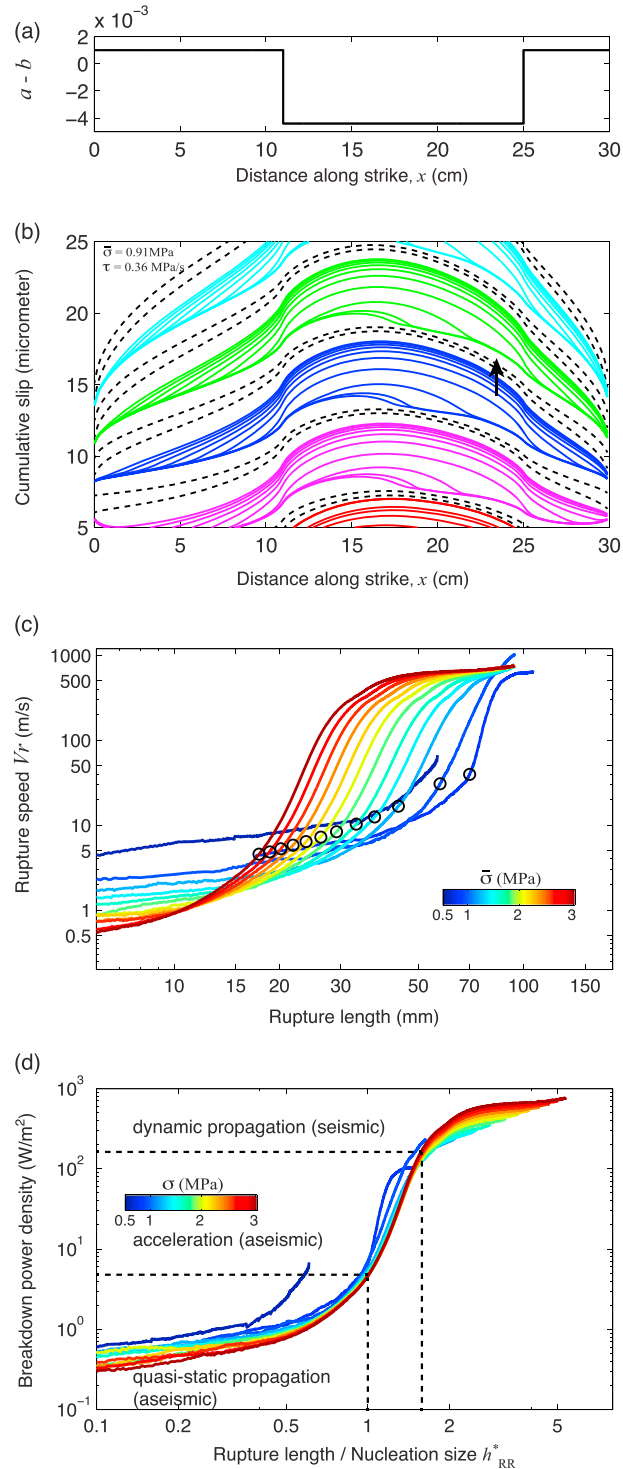 (a)
x 10⁻³
2
0
−2
−4
a - b
0 5 10 15 20 25 30
Distance along strike, x (cm)
(b)
σ̄ = 0.91MPa
τ̇ = 0.36 MPa/s
25
20
15
10
5
Cumulative slip (micrometer)
0 5 10 15 20 25 30
Distance along strike, x (cm)
(c)
1000
500
100
50
10
5
1
0.5
Rupture speed Vr (m/s)
σ̄ (MPa)
0.5 1 2 3
10 15 20 30 50 70 100 150
Rupture length (mm)
(d)
10³
10²
10¹
10⁰
10⁻¹
Breakdown power density (W/m²)
dynamic propagation (seismic)
σ (MPa)
0.5 1 2 3
acceleration (aseismic)
quasi-static propagation
(aseismic)
0.1 0.2 0.5 1 2 5
Rupture length / Nucleation size h*RR